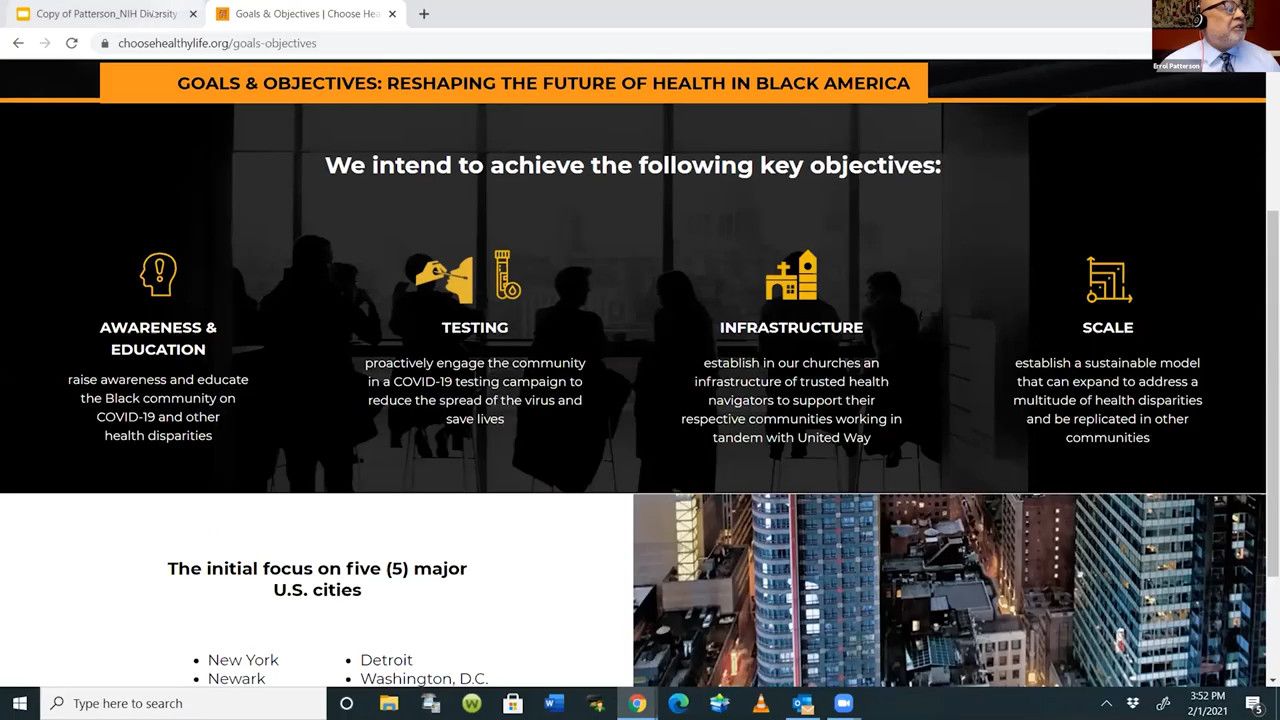 Copy of Patterson_NIH Diversity
Goals & Objectives | Choose Hea
choosehealthylife.org/goals-objectives
Errol Patterson
GOALS & OBJECTIVES: RESHAPING THE FUTURE OF HEALTH IN BLACK AMERICA
We intend to achieve the following key objectives:
AWARENESS &
EDUCATION
raise awareness and educate
the Black community on
COVID-19 and other
health disparities
TESTING
proactively engage the community
in a COVID-19 testing campaign to
reduce the spread of the virus and
save lives
INFRASTRUCTURE
establish in our churches an
infrastructure of trusted health
navigators to support their
respective communities working in
tandem with United Way
SCALE
establish a sustainable model
that can expand to address a
multitude of health disparities
and be replicated in other
communities
The initial focus on five (5) major
U.S. cities
• New York
• Newark
• Detroit
• Washington, D.C.
Type here to search
3:52 PM
2/1/2021
5